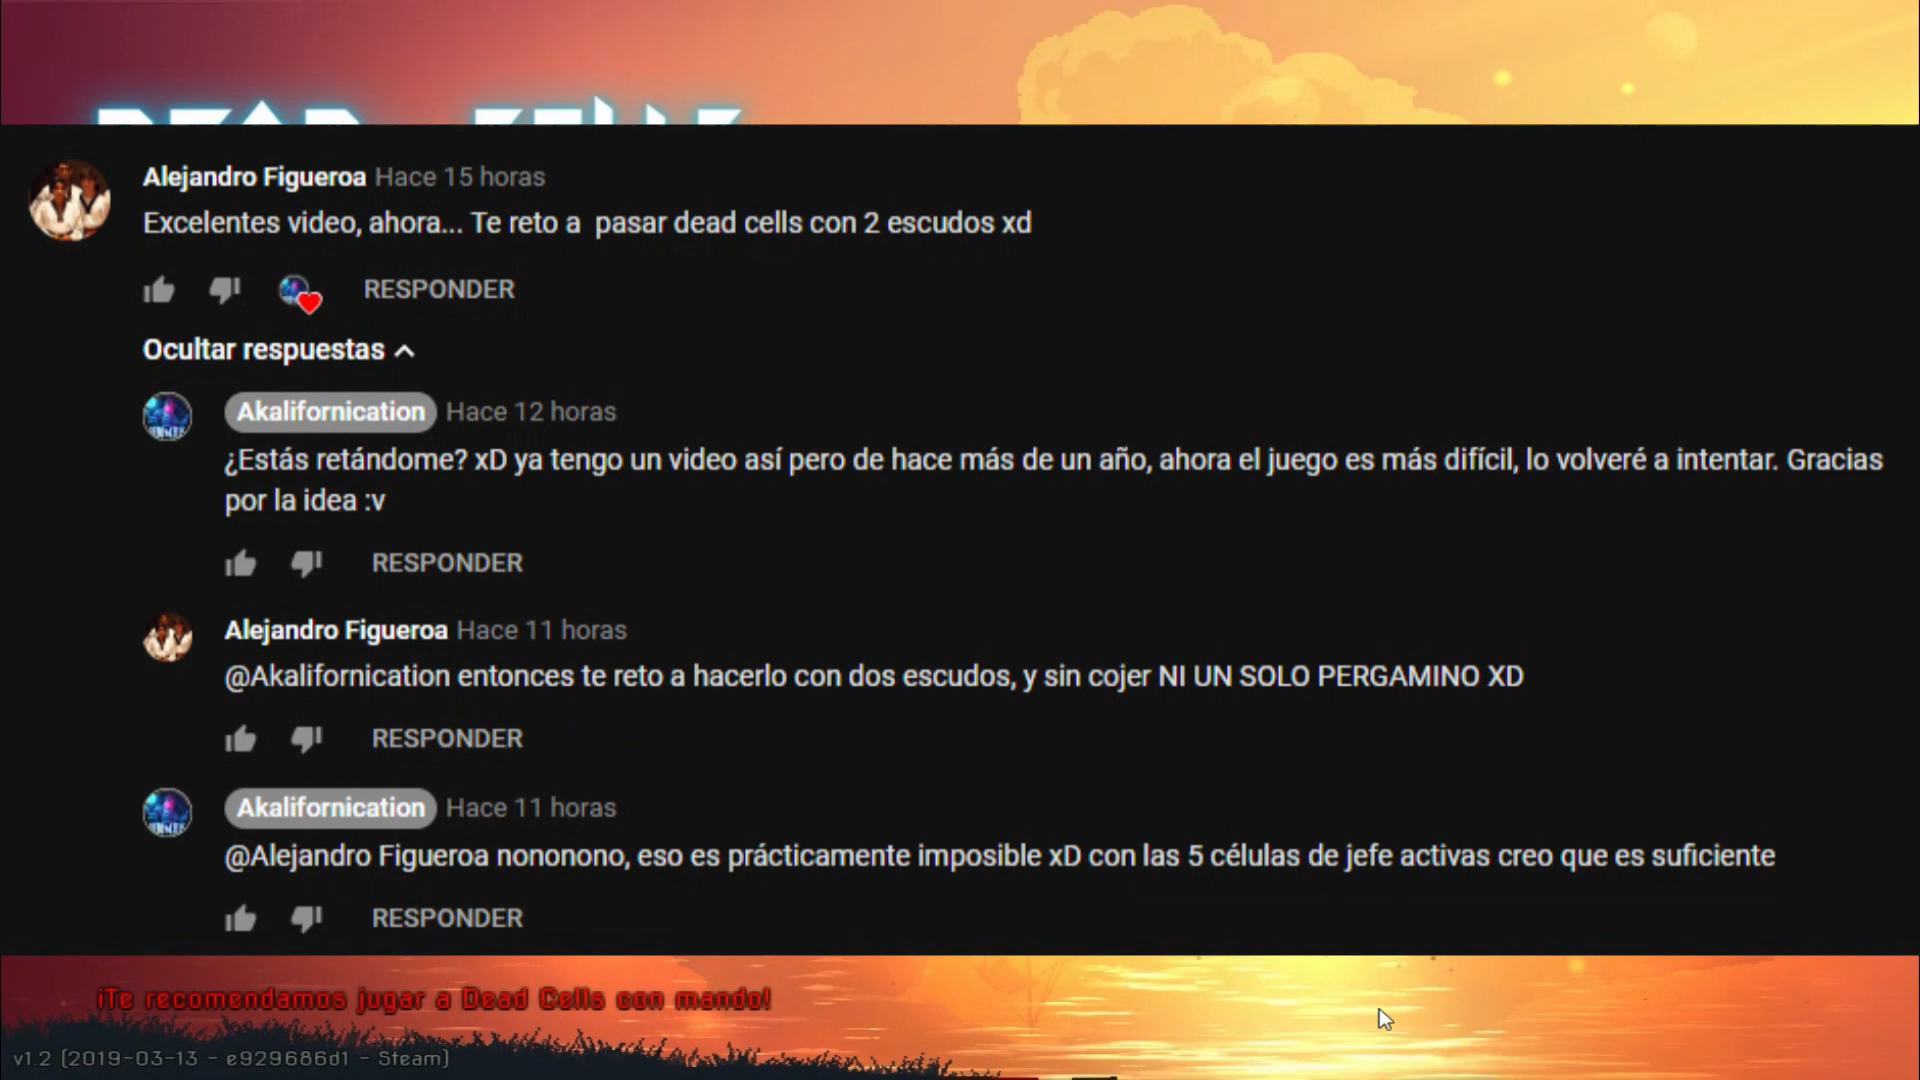 DEAD CELLS
Alejandro Figueroa Hace 15 horas
Excelentes video, ahora... Te reto a pasar dead cells con 2 escudos xd
RESPONDER
Ocultar respuestas
Akalifornication Hace 12 horas
¿Estás retándome? xD ya tengo un video así pero de hace más de un año, ahora el juego es más difícil, lo volveré a intentar. Gracias
por la idea :v
RESPONDER
Alejandro Figueroa Hace 11 horas
@Akalifornication entonces te reto a hacerlo con dos escudos, y sin cojer NI UN SOLO PERGAMINO XD
RESPONDER
Akalifornication Hace 11 horas
@Alejandro Figueroa nononono, eso es prácticamente imposible xD con las 5 células de jefe activas creo que es suficiente
RESPONDER
¡Te recomendamos jugar a Dead Cells con mando!
v1.2 (2019-03-13 - e929686d1 - Steam)